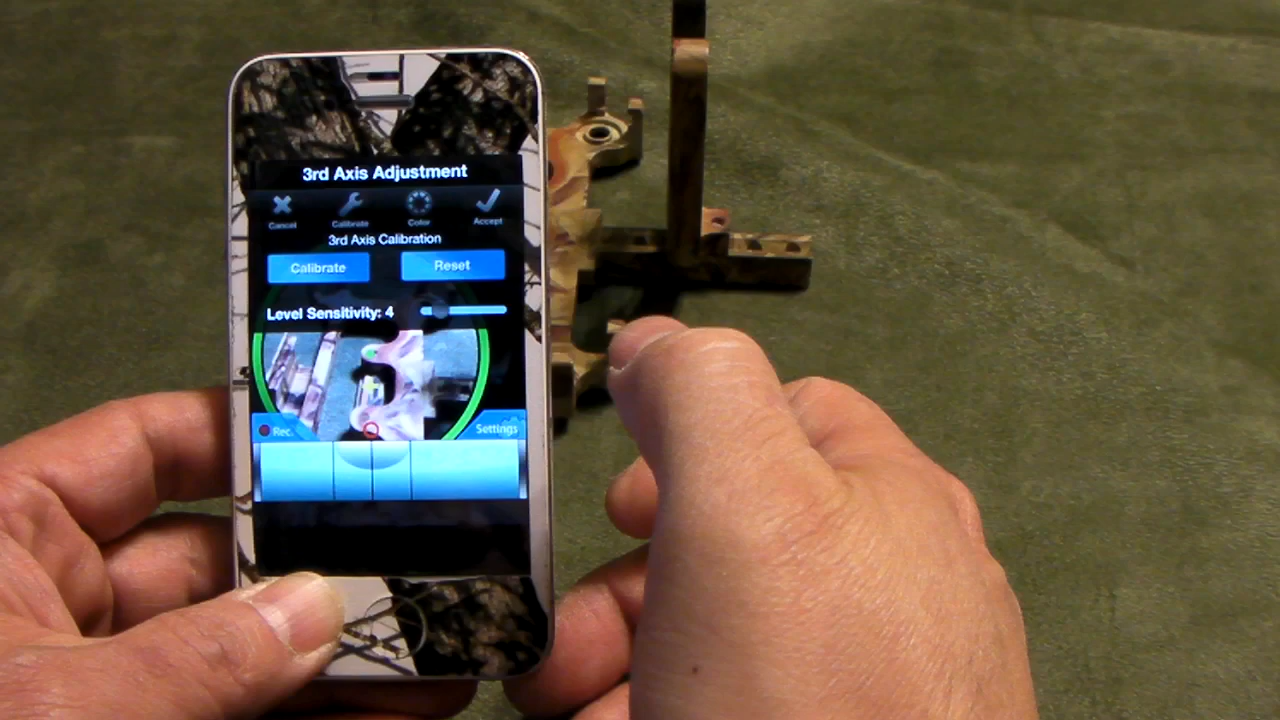 3rd Axis Adjustment
Cancel Calibrate Color Accept
3rd Axis Calibration
Calibrate Reset
Level Sensitivity: 4
Rec. Settings